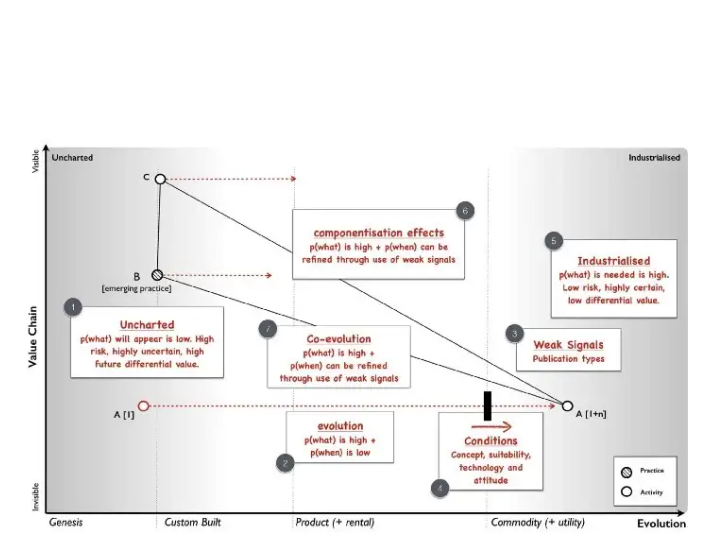 Visible
Uncharted
Industrialised
C
6
componentisation effects
p(what) is high + p(when) can be
refined through use of weak signals
5
Industrialised
p(what) is needed is high.
Low risk, highly certain,
low differential value.
B
[emerging practice]
1
Uncharted
p(what) will appear is low. High
risk, highly uncertain, high
future differential value.
7
Co-evolution
p(what) is high +
p(when) can be refined
through use of weak signals
3
Weak Signals
Publication types
Value Chain
A [1]
A [1+n]
evolution
p(what) is high +
p(when) is low
2
Conditions
Concept, suitability,
technology and
attitude
4
Practice
Activity
Invisible
Genesis
Custom Built
Product (+ rental)
Commodity (+ utility)
Evolution